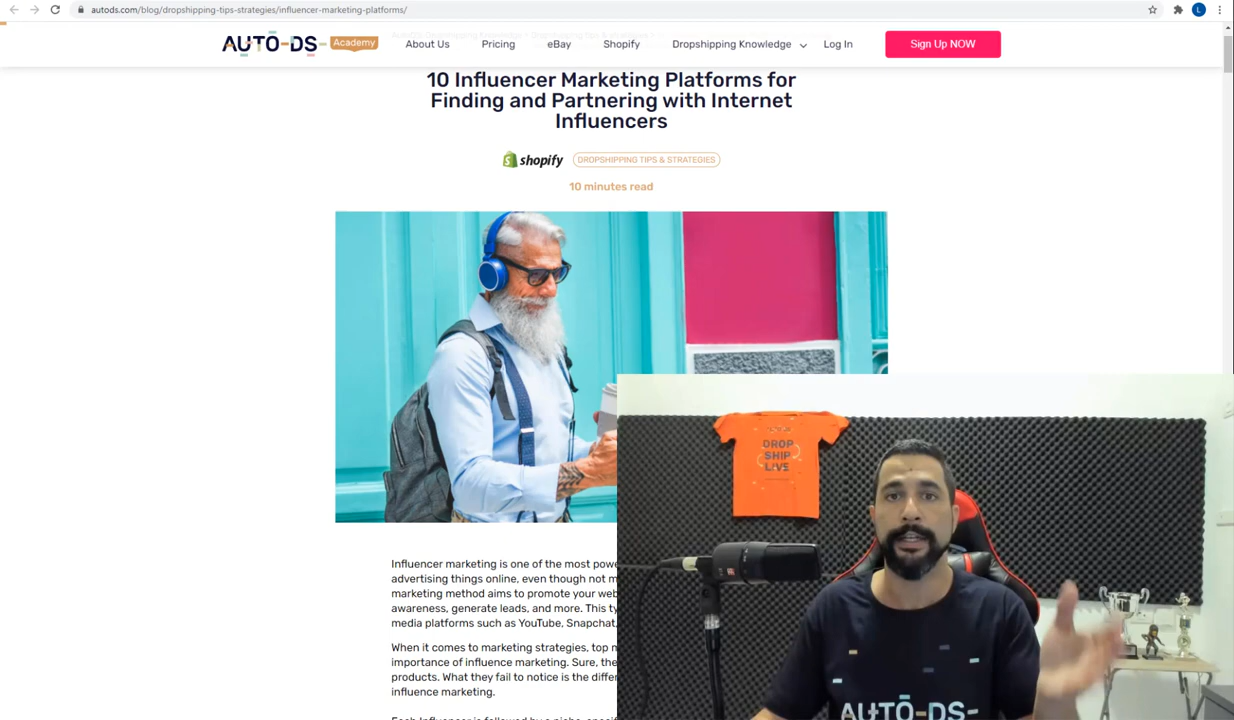 autods.com/blog/dropshipping-tips-strategies/influencer-marketing-platforms/
L
AUTO-DS- Academy
About Us
Pricing
eBay
Shopify
Dropshipping Knowledge
Log In
Sign Up NOW
10 Influencer Marketing Platforms for
Finding and Partnering with Internet
Influencers
shopify
DROPSHIPPING TIPS & STRATEGIES
10 minutes read
Influencer marketing is one of the most powe
advertising things online, even though not m
marketing method aims to promote your web
awareness, generate leads, and more. This ty
media platforms such as YouTube, Snapchat,
When it comes to marketing strategies, top m
importance of influence marketing. Sure, the
products. What they fail to notice is the differ
influence marketing.
DROP
SHIP
LIVE
AUTO-DS-